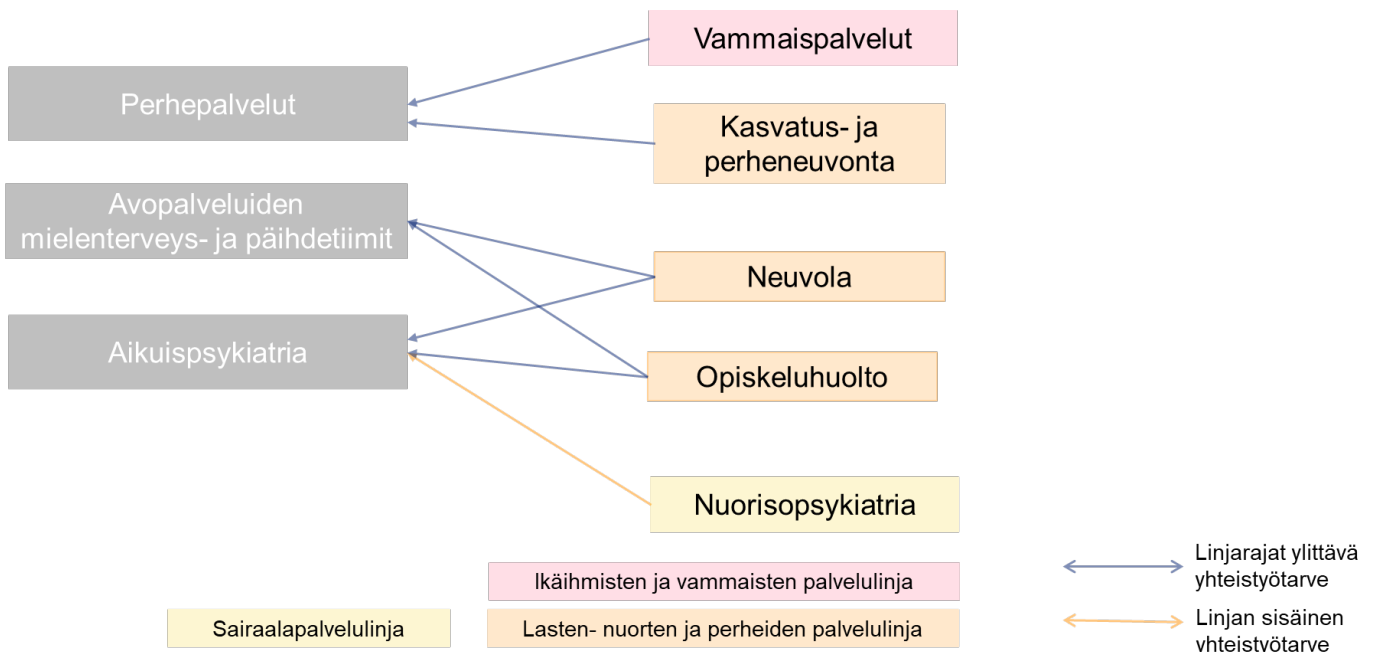 Vammaispalvelut
Perhepalvelut
Kasvatus- ja
perheneuvonta
Avopalveluiden
mielenterveys- ja päihdetiimit
Neuvola
Aikuispsykiatria
Opiskeluhuolto
Nuorisopsykiatria
Linjarajat ylittävä
yhteistyötarve
Ikäihmisten ja vammaisten palvelulinja
Sairaalapalvelulinja
Lasten- nuorten ja perheiden palvelulinja
Linjan sisäinen
yhteistyötarve